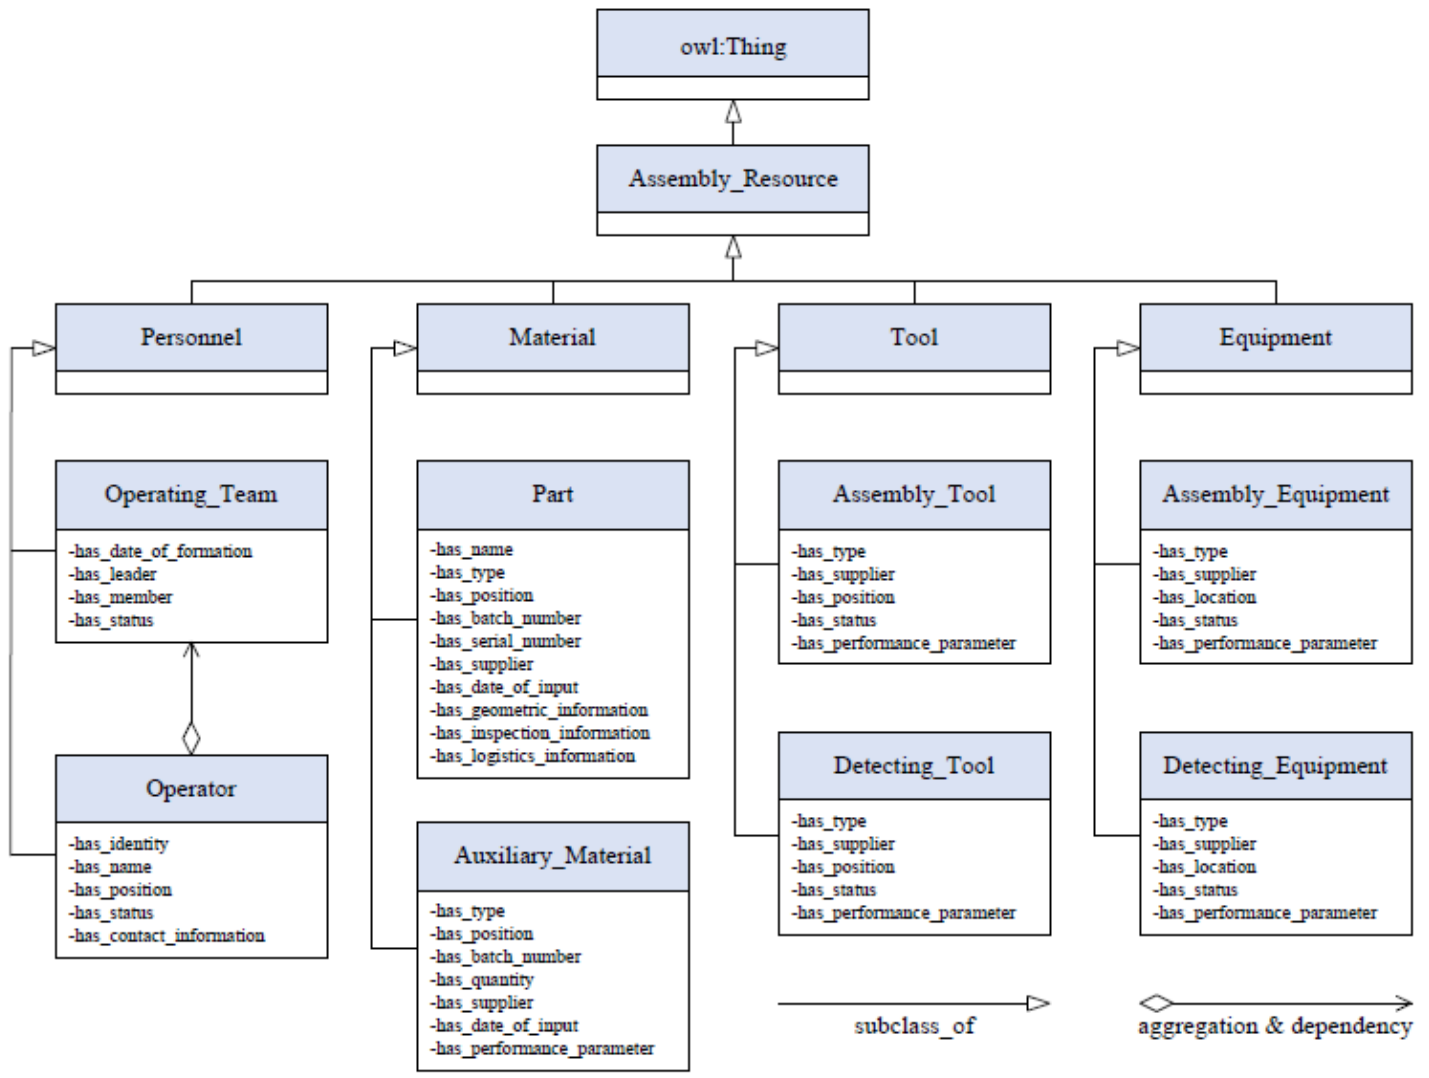 owl:Thing
Assembly_Resource
Personnel
Material
Tool
Equipment
Operating_Team
-has_date_of_formation
-has_leader
-has_member
-has_status
Operator
-has_identity
-has_name
-has_position
-has_status
-has_contact_information
Part
-has_name
-has_type
-has_position
-has_batch_number
-has_serial_number
-has_supplier
-has_date_of_input
-has_geometric_information
-has_inspection_information
-has_logistics_information
Auxiliary_Material
-has_type
-has_position
-has_batch_number
-has_quantity
-has_supplier
-has_date_of_input
-has_performance_parameter
Assembly_Tool
-has_type
-has_supplier
-has_position
-has_status
-has_performance_parameter
Detecting_Tool
-has_type
-has_supplier
-has_position
-has_status
-has_performance_parameter
Assembly_Equipment
-has_type
-has_supplier
-has_location
-has_status
-has_performance_parameter
Detecting_Equipment
-has_type
-has_supplier
-has_location
-has_status
-has_performance_parameter
subclass_of
aggregation & dependency